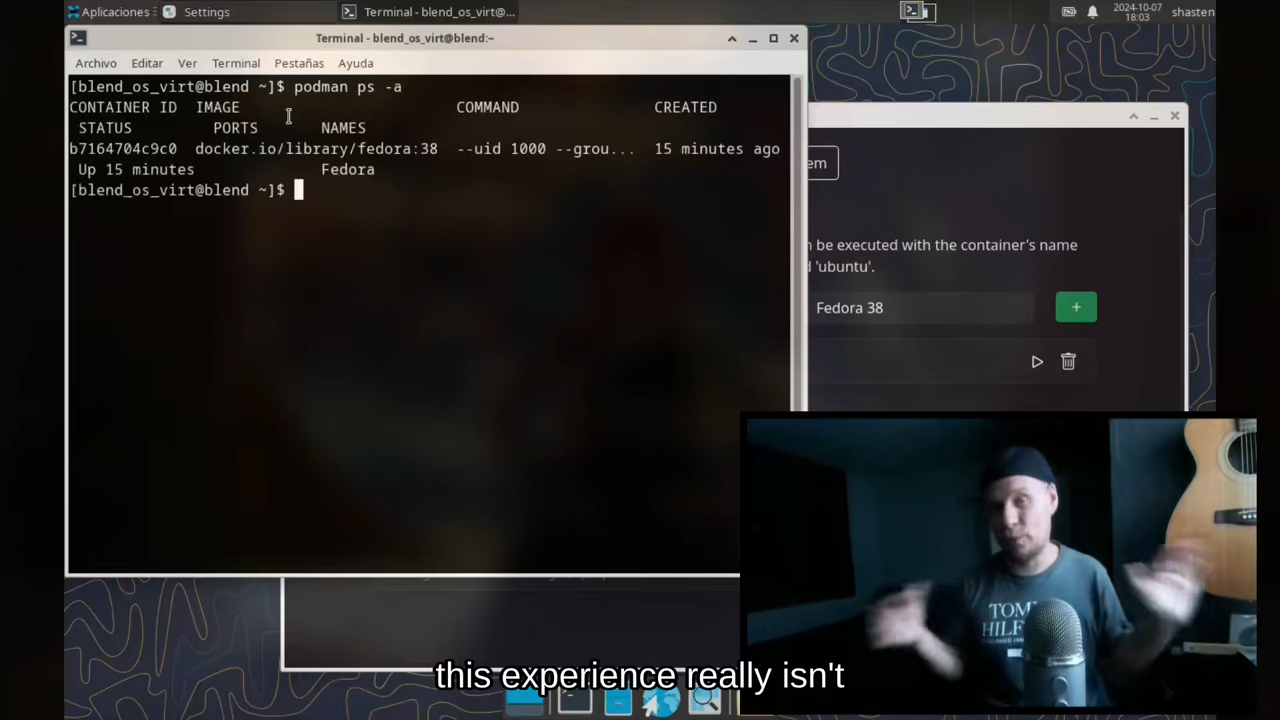 Aplicaciones
Settings
Terminal - blend_os_virt@...
2024-10-07
18:03
shasten
Terminal - blend_os_virt@blend:~
Archivo Editar Ver Terminal Pestañas Ayuda
[blend_os_virt@blend ~]$ podman ps -a
CONTAINER ID IMAGE COMMAND CREATED
STATUS PORTS NAMES
b7164704c9c0 docker.io/library/fedora:38 --uid 1000 --grou... 15 minutes ago
Up 15 minutes Fedora
[blend_os_virt@blend ~]$
em
n be executed with the container's name
d 'ubuntu'.
Fedora 38
+
TOM
HILF
this experience really isn't